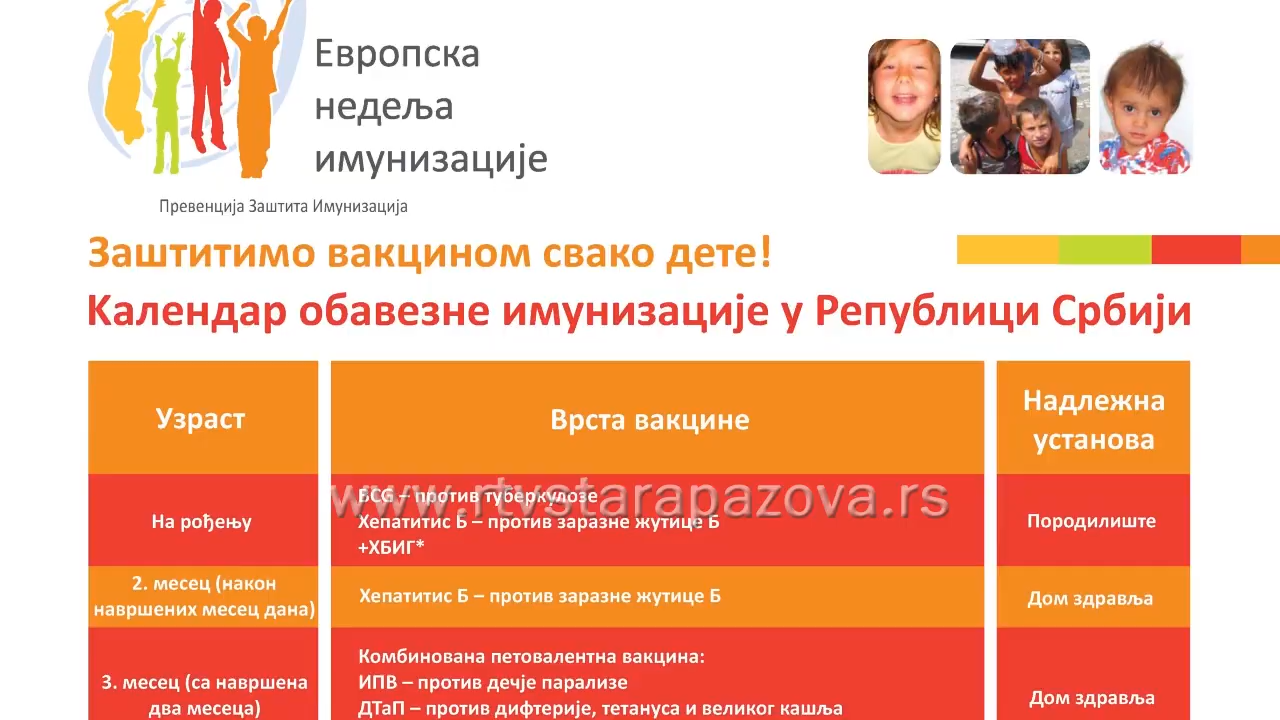 Европска
недеља
имунизације
Превенција Заштита Имунизација
Заштитимо вакцином свако дете!
Календар обавезне имунизације у Републици Србији
Узраст
Врста вакцине
Надлежна
установа
На рођењу
BCG – против туберкулозе
Хепатитис Б – против заразне жутице Б
+ХБИГ*
Породилиште
www.rtvstarapazova.rs
2. месец (након
навршених месец дана)
Хепатитис Б – против заразне жутице Б
Дом здравља
3. месец (са навршена
два месеца)
Комбинована петовалентна вакцина:
ИПВ – против дечје парализе
ДТаП – против дифтерије, тетануса и великог кашља
Дом здравља